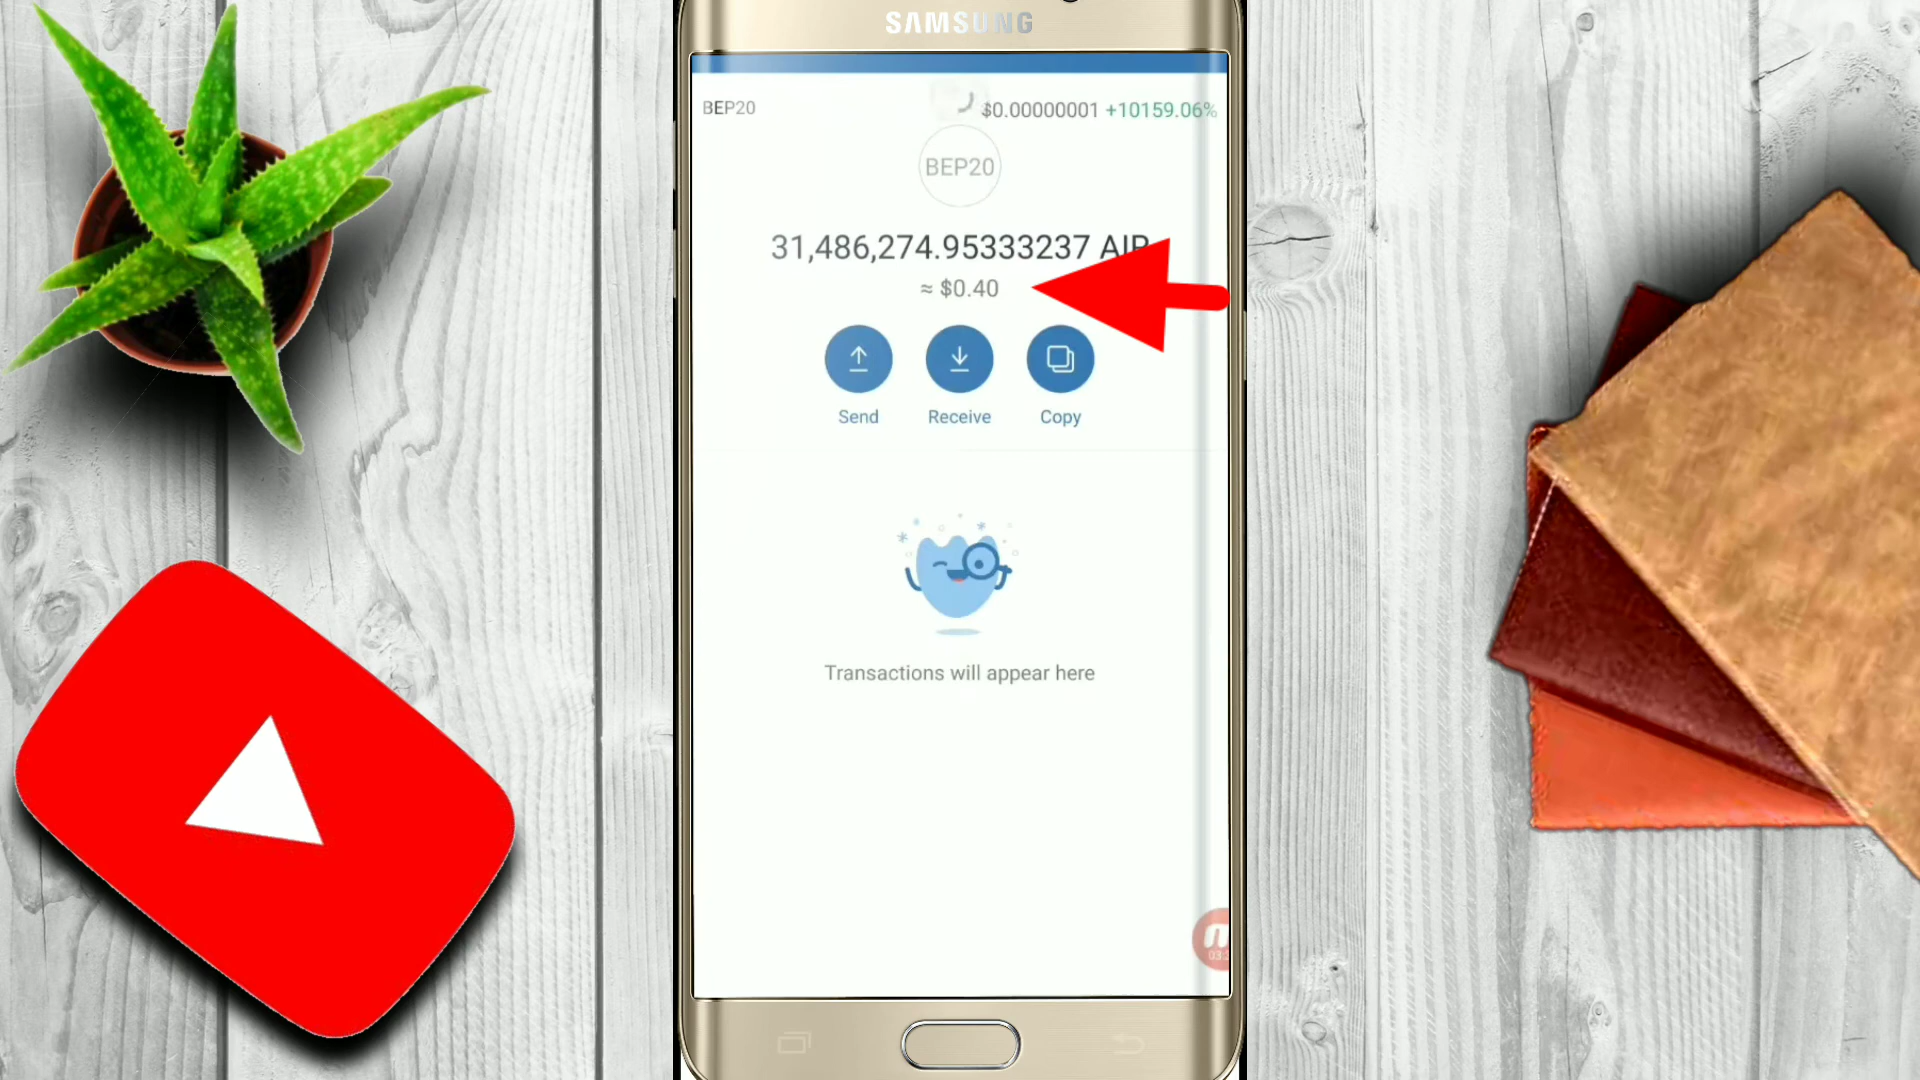 SAMSUNG
BEP20
$0.00000001 +10159.06%
BEP20
31,486,274.95333237
≈ $0.40
Send
Receive
Copy
Transactions will appear here